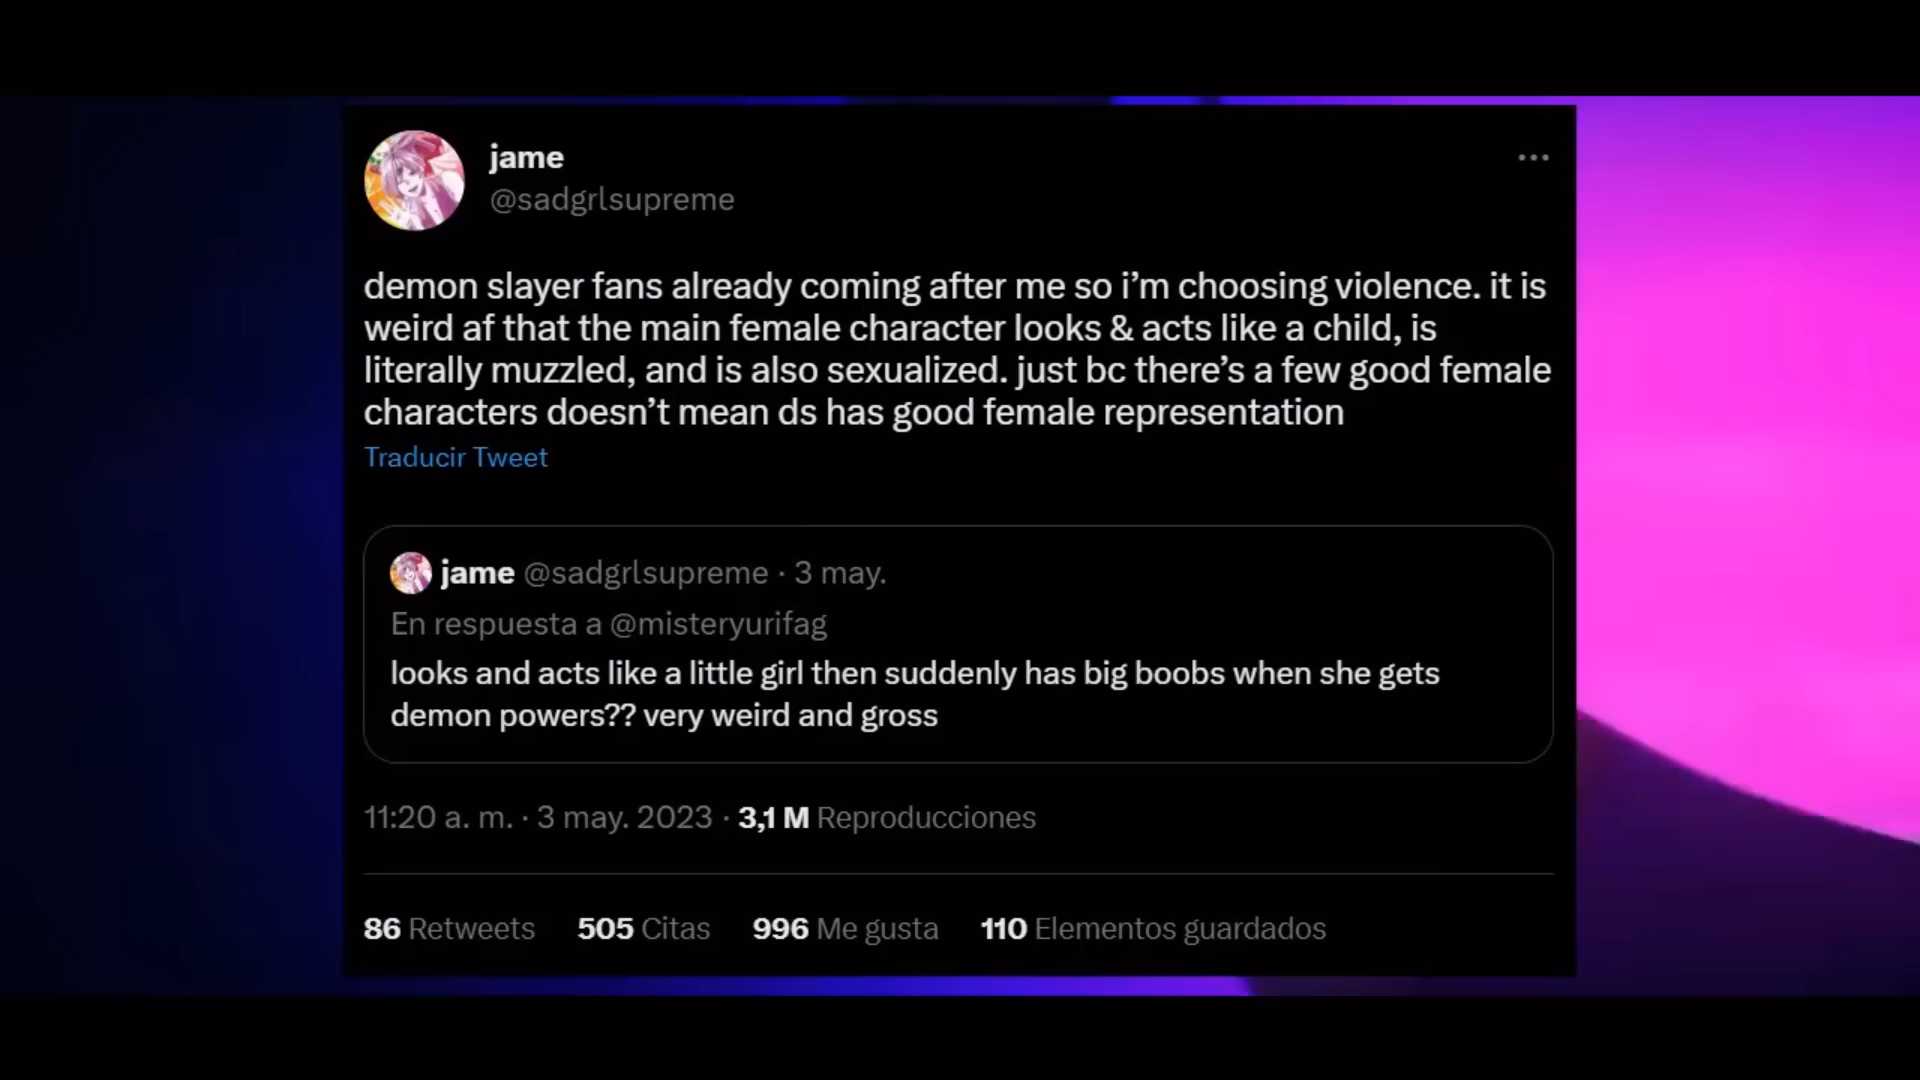 jame
@sadgrlsupreme
demon slayer fans already coming after me so i’m choosing violence. it is
weird af that the main female character looks & acts like a child, is
literally muzzled, and is also sexualized. just bc there’s a few good female
characters doesn’t mean ds has good female representation
Traducir Tweet
jame @sadgrlsupreme · 3 may.
En respuesta a @misteryurifag
looks and acts like a little girl then suddenly has big boobs when she gets
demon powers?? very weird and gross
11:20 a. m. · 3 may. 2023 · 3,1 M Reproducciones
86 Retweets 505 Citas 996 Me gusta 110 Elementos guardados